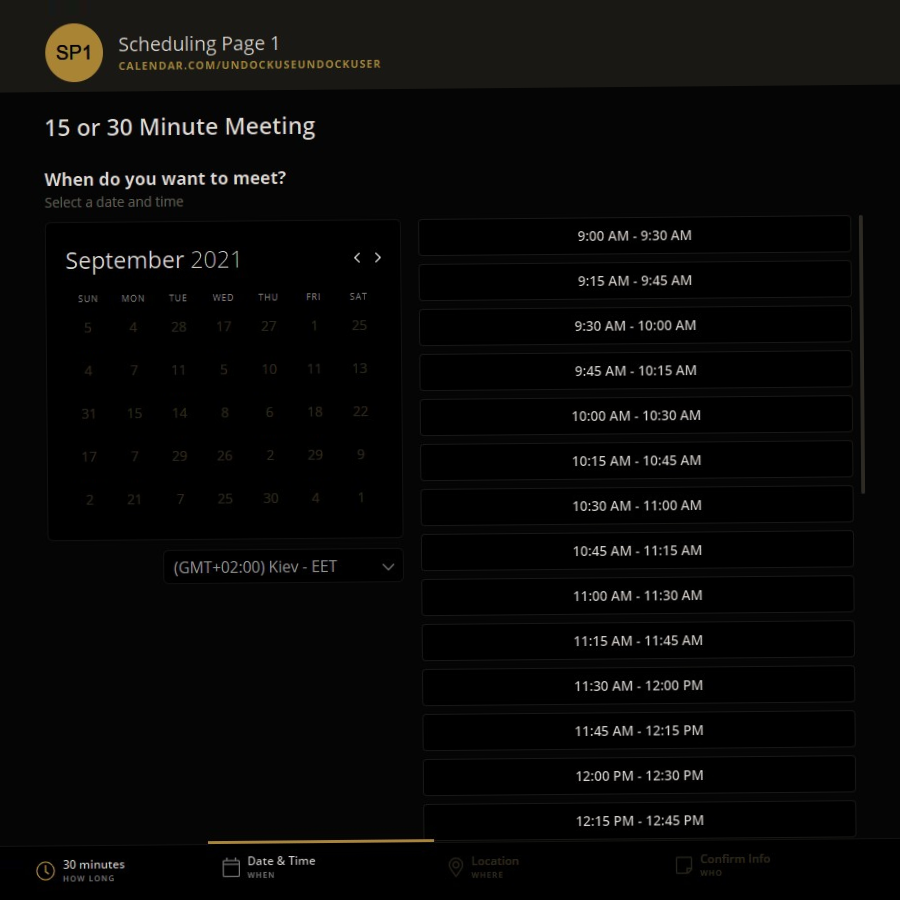 SP1
Scheduling Page 1
CALENDAR.COM/UNDOCKUSEUNDOCKUSER
15 or 30 Minute Meeting
When do you want to meet?
Select a date and time
September 2021
SUN MON TUE WED THU FRI SAT
5 4 28 17 27 1 25
4 7 11 5 10 11 13
31 15 14 8 6 18 22
17 7 29 26 2 29 9
2 21 7 25 30 4 1
(GMT+02:00) Kiev - EET
9:00 AM - 9:30 AM
9:15 AM - 9:45 AM
9:30 AM - 10:00 AM
9:45 AM - 10:15 AM
10:00 AM - 10:30 AM
10:15 AM - 10:45 AM
10:30 AM - 11:00 AM
10:45 AM - 11:15 AM
11:00 AM - 11:30 AM
11:15 AM - 11:45 AM
11:30 AM - 12:00 PM
11:45 AM - 12:15 PM
12:00 PM - 12:30 PM
12:15 PM - 12:45 PM
30 minutes
HOW LONG
Date & Time
WHEN
Location
WHERE
Confirm Info
WHO